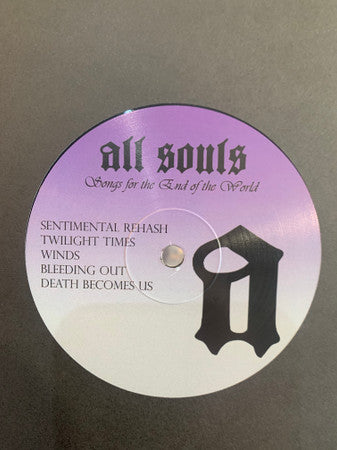 all souls
Songs for the End of the World
SENTIMENTAL REHASH
TWILIGHT TIMES
WINDS
BLEEDING OUT
DEATH BECOMES US
a